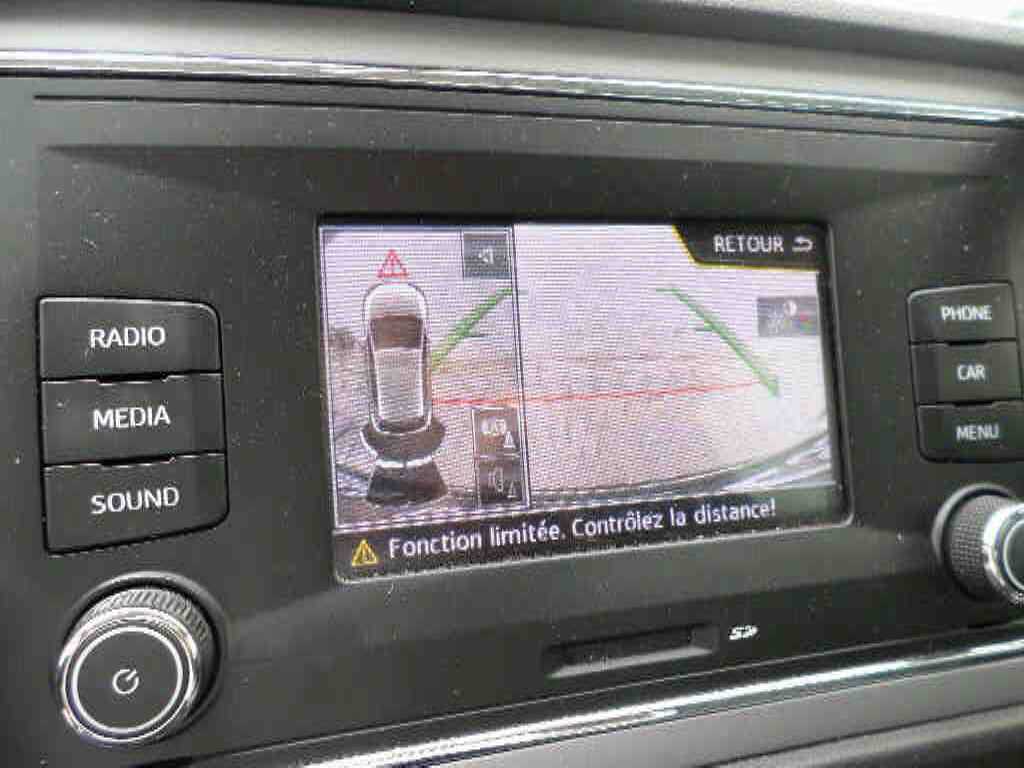 RETOUR
RADIO
MEDIA
SOUND
PHONE
CAR
MENU
Fonction limitée. Contrôlez la distance!
SD